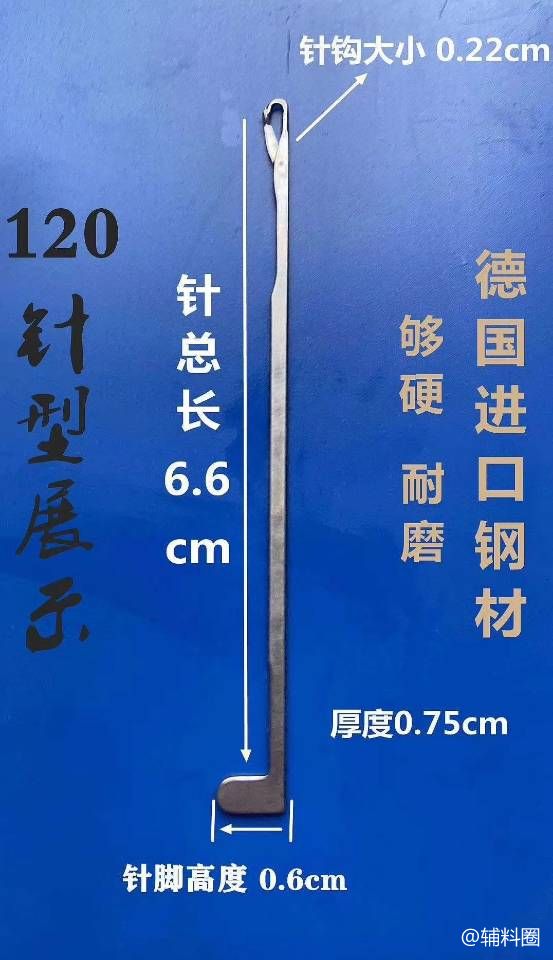 针钩大小 0.22cm
120
针型展示
针总长
6.6
cm
德国进口钢材
够硬 耐磨
厚度0.75cm
针脚高度 0.6cm
@辅料圈